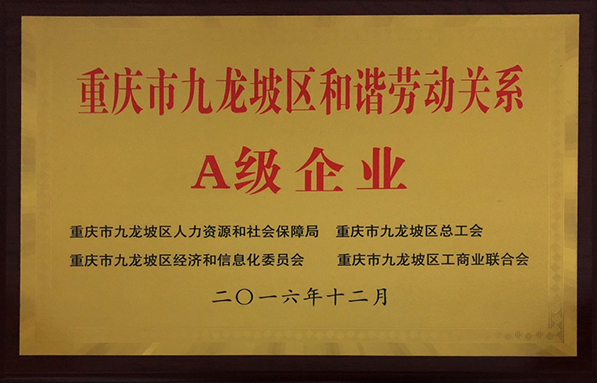 重庆市九龙坡区和谐劳动关系
A级企业
重庆市九龙坡区人力资源和社会保障局 重庆市九龙坡区总工会
重庆市九龙坡区经济和信息化委员会 重庆市九龙坡区工商业联合会
二〇一六年十二月